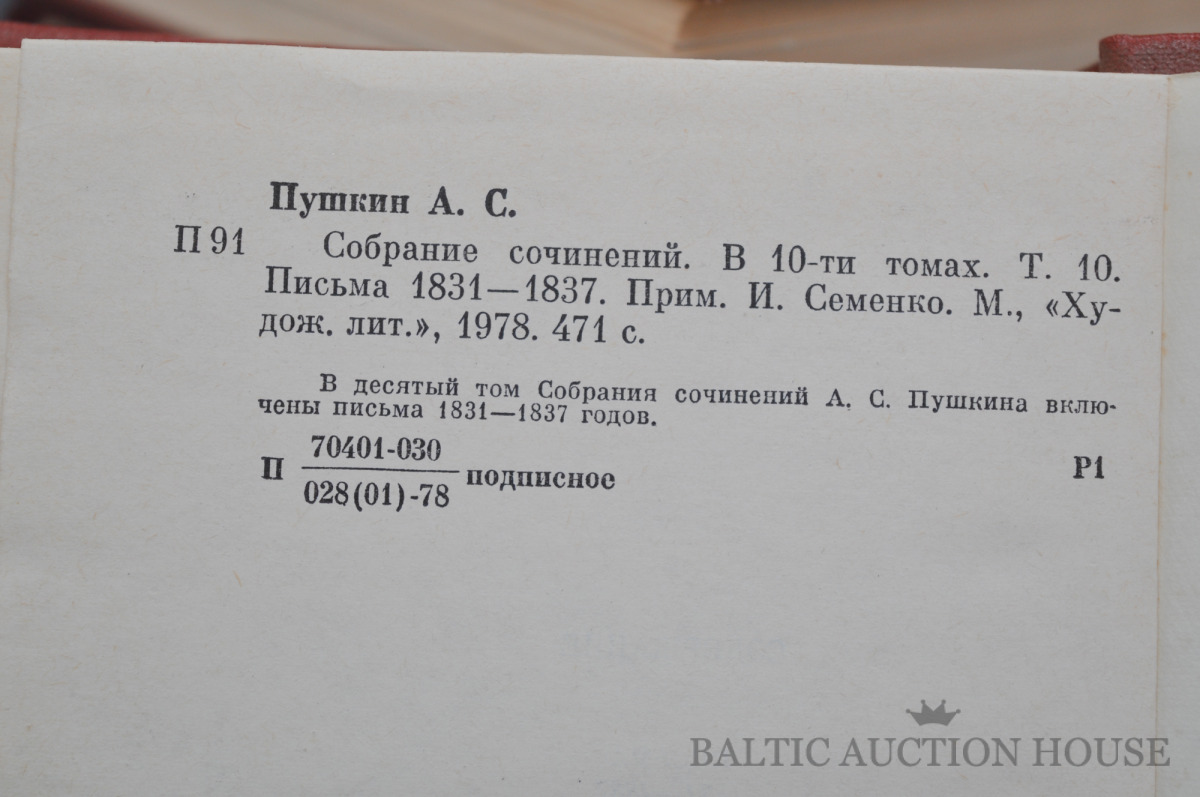 Пушкин А. С.
П 91 Собрание сочинений. В 10-ти томах. Т. 10.
Письма 1831—1837. Прим. И. Семенко. М., «Ху-
дож. лит.», 1978. 471 с.
В десятый том Собрания сочинений А. С. Пушкина вклю-
чены письма 1831—1837 годов.
70401-030
П подписное Р1
028(01)-78
BALTIC AUCTION HOUSE